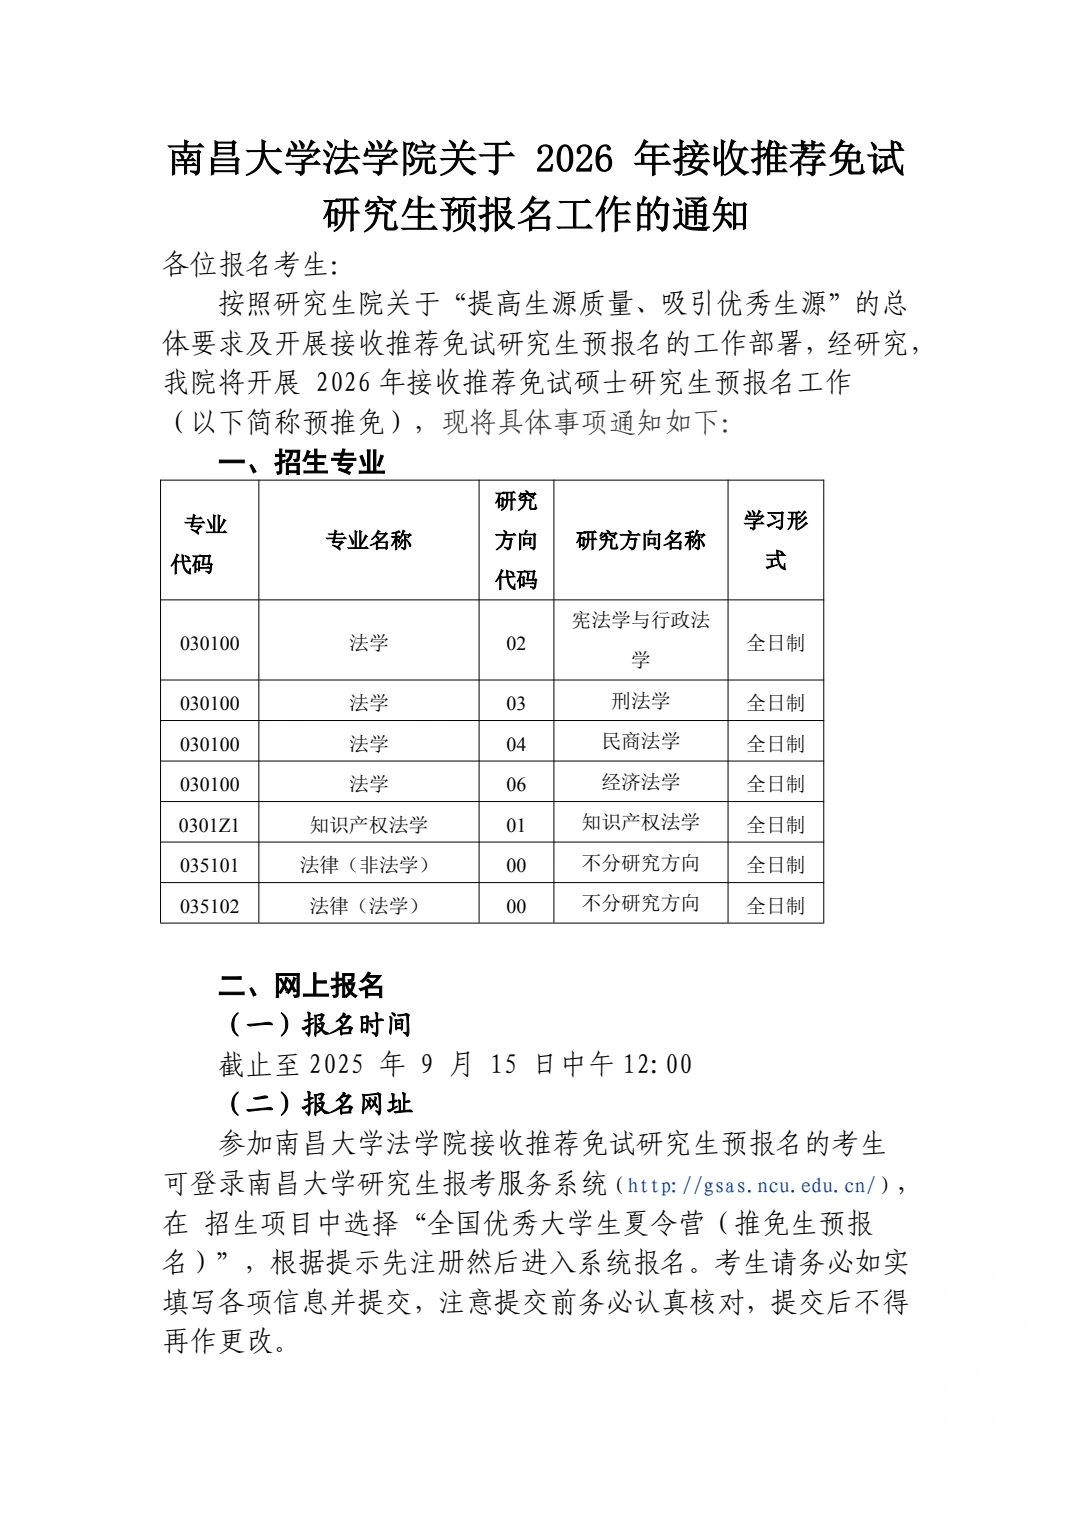 南昌大学法学院关于 2026 年接收推荐免试
研究生预报名工作的通知
各位报名考生:
按照研究生院关于“提高生源质量、吸引优秀生源”的总
体要求及开展接收推荐免试研究生预报名的工作部署，经研究，
我院将开展 2026 年接收推荐免试硕士研究生预报名工作
（以下简称预推免），现将具体事项通知如下:
一、招生专业
专业
代码
专业名称
研究
方向
代码
研究方向名称
学习形
式
030100 法学 02 宪法学与行政法
学 全日制
030100 法学 03 刑法学 全日制
030100 法学 04 民商法学 全日制
030100 法学 06 经济法学 全日制
0301Z1 知识产权法学 01 知识产权法学 全日制
035101 法律（非法学） 00 不分研究方向 全日制
035102 法律（法学） 00 不分研究方向 全日制
二、网上报名
（一）报名时间
截止至 2025 年 9 月 15 日中午 12:00
（二）报名网址
参加南昌大学法学院接收推荐免试研究生预报名的考生
可登录南昌大学研究生报考服务系统（http://gsas.ncu.edu.cn/），
在 招生项目中选择“全国优秀大学生夏令营（推免生预报
名）”，根据提示先注册然后进入系统报名。考生请务必如实
填写各项信息并提交，注意提交前务必认真核对，提交后不得
再作更改。